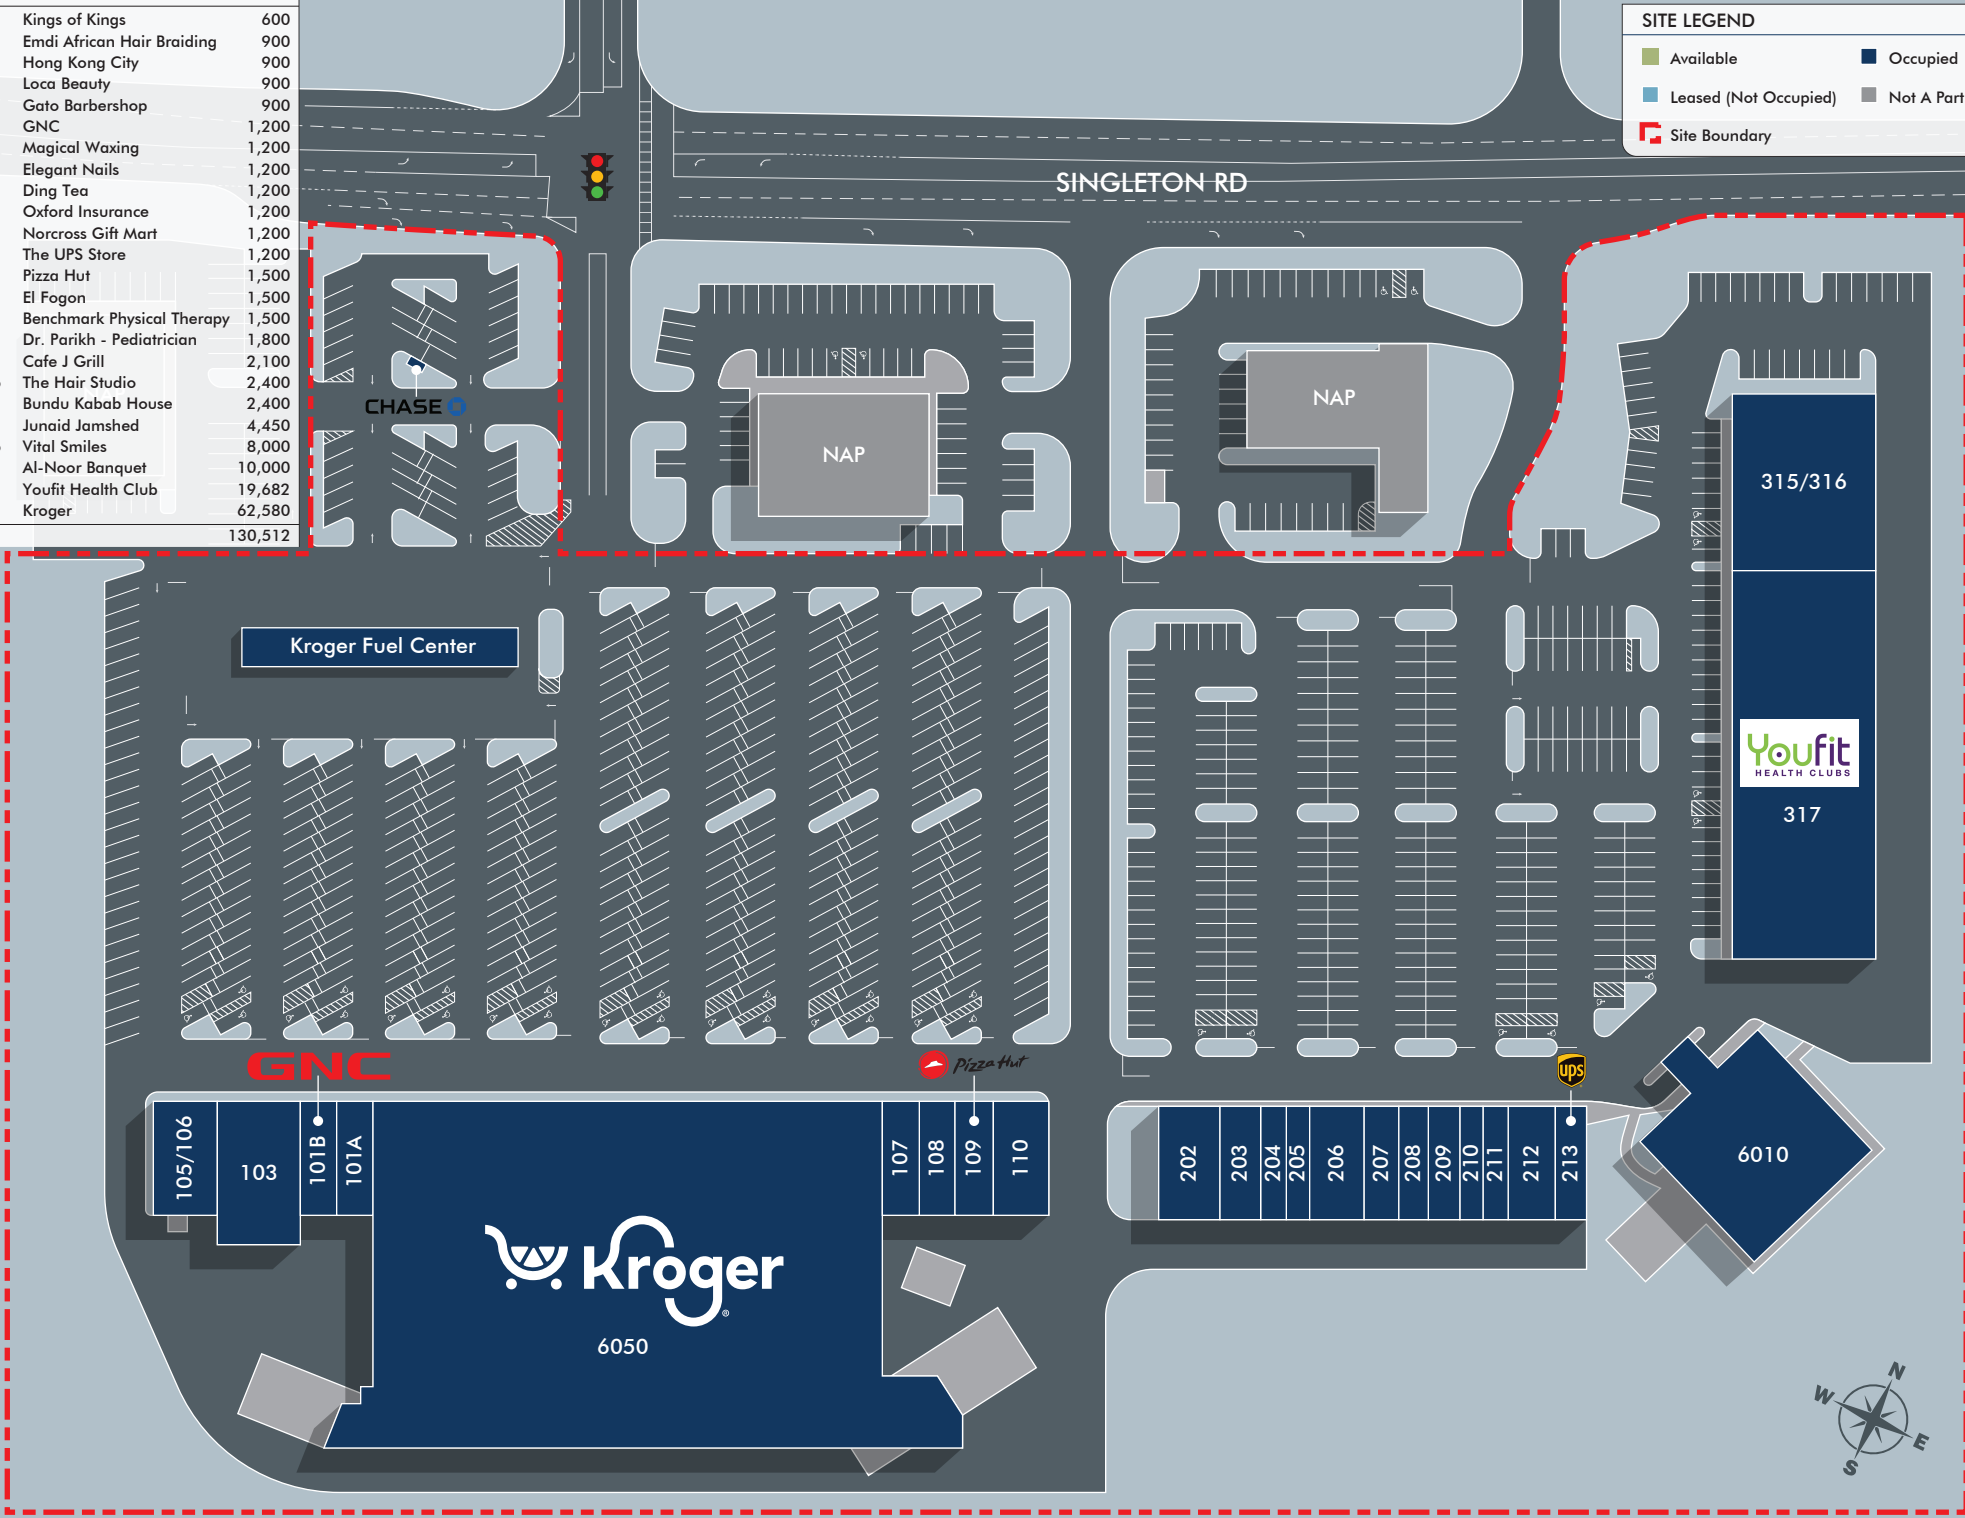 Kings of Kings 600
Emdi African Hair Braiding 900
Hong Kong City 900
Loca Beauty 900
Gato Barbershop 900
GNC 1,200
Magical Waxing 1,200
Elegant Nails 1,200
Ding Tea 1,200
Oxford Insurance 1,200
Norcross Gift Mart 1,200
The UPS Store 1,200
Pizza Hut 1,500
El Fogon 1,500
Benchmark Physical Therapy 1,500
Dr. Parikh - Pediatrician 1,800
Cafe J Grill 2,100
The Hair Studio 2,400
Bundu Kabab House 2,400
Junaid Jamshed 4,450
Vital Smiles 8,000
Al-Noor Banquet 10,000
Youfit Health Club 19,682
Kroger 62,580
130,512
SITE LEGEND
Available
Occupied
Leased (Not Occupied)
Not A Part
Site Boundary
SINGLETON RD
CHASE
NAP
NAP
315/316
Kroger Fuel Center
Youfit
HEALTH CLUBS
317
GNC
Pizza Hut
ups
105/106
103
101B
101A
107
108
109
110
202
203
204
205
206
207
208
209
210
211
212
213
6010
Kroger
®
6050
N
W
E
S